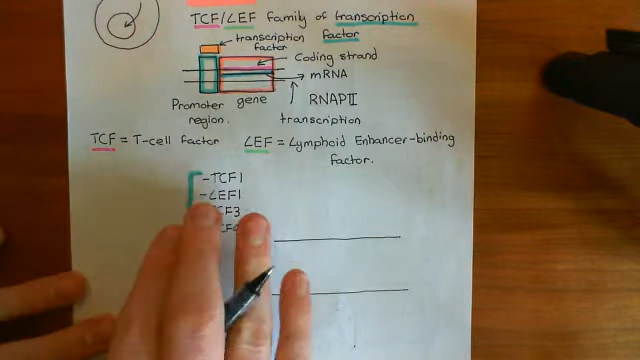 TCF/LEF family of transcription
factor
transcription
factor
Coding strand
mRNA
Promoter gene
region.
RNAPII
transcription
TCF = T-cell factor
LEF = Lymphoid Enhancer-binding
factor.
-TCF1
-LEF1
CF3